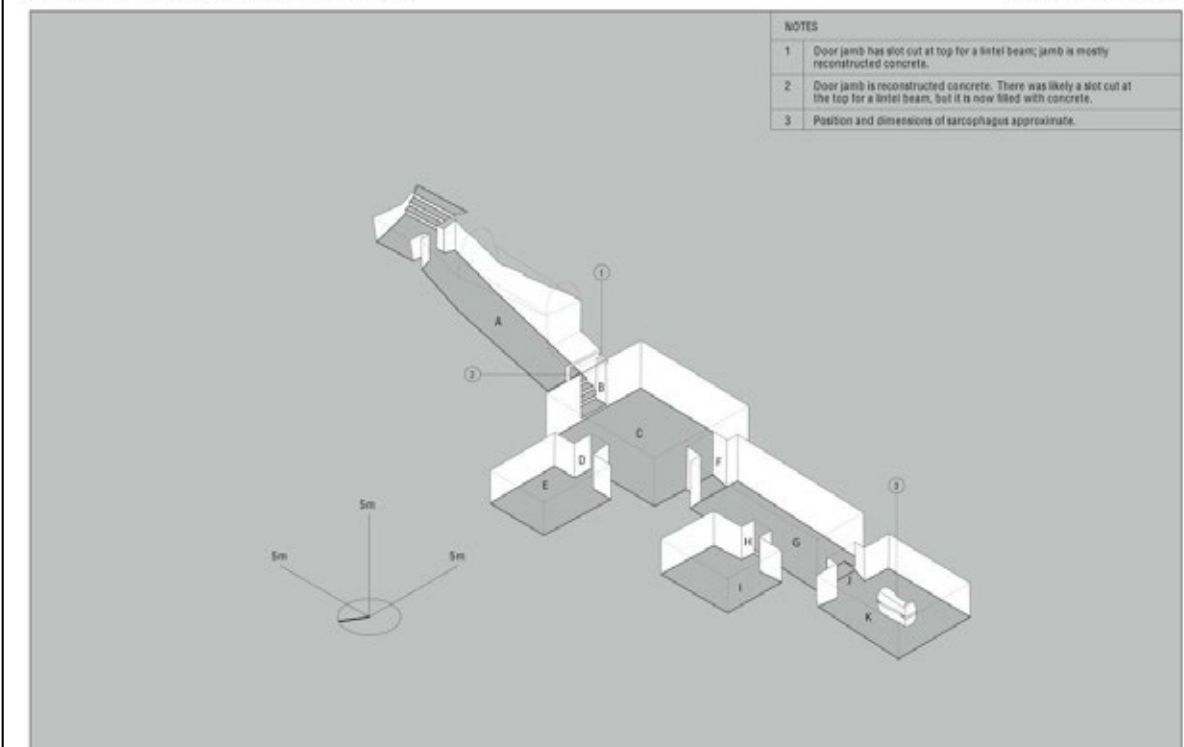 NOTES
1 Door jamb has slot cut at top for a lintel beam; jamb is mostly
reconstructed concrete.
2 Door jamb is reconstructed concrete. There was likely a slot cut at
the top for a lintel beam, but it is now filled with concrete.
3 Position and dimensions of sarcophagus approximate.
1
A
2
B
C
D
F
E
3
5m
H
G
5m
5m
J
I
K